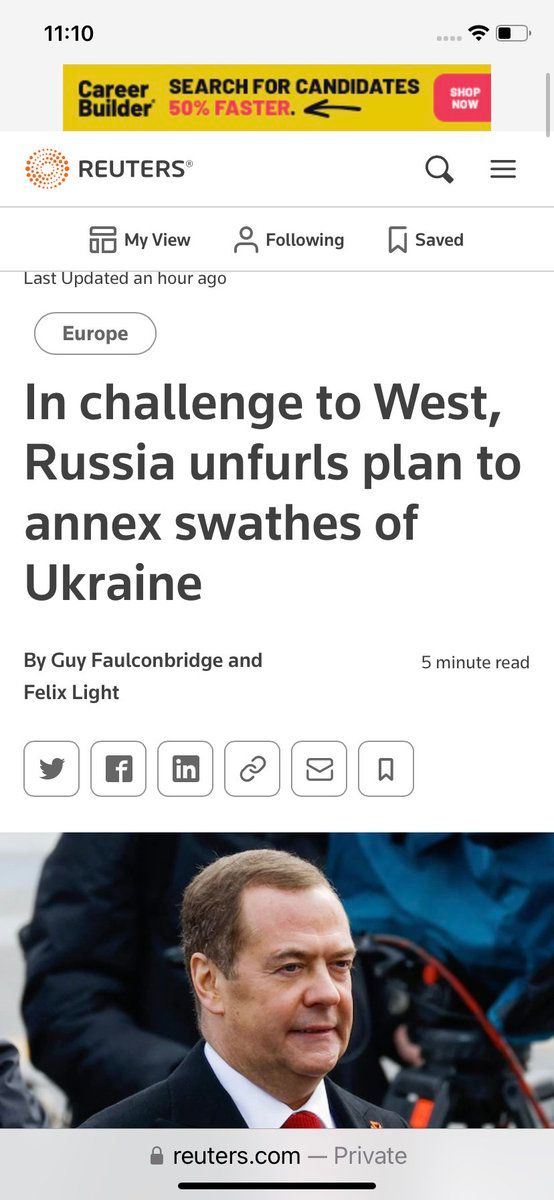 11:10
Career
Builder®
SEARCH FOR CANDIDATES
50% FASTER.
SHOP
NOW
REUTERS®
My View
Following
Saved
Last Updated an hour ago
Europe
In challenge to West,
Russia unfurls plan to
annex swathes of
Ukraine
By Guy Faulconbridge and
Felix Light
5 minute read
in
reuters.com — Private